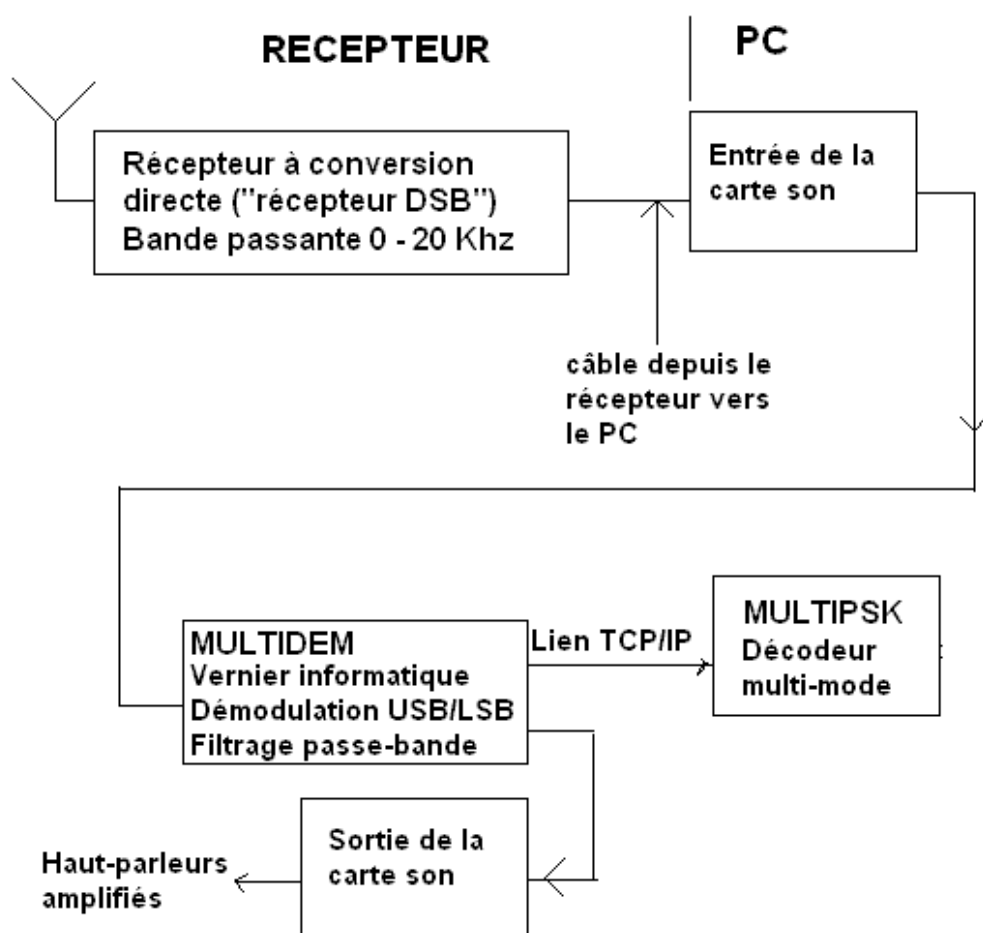 RECEPTEUR
PC
Récepteur à conversion
directe ("récepteur DSB")
Bande passante 0 - 20 Khz
Entrée de la
carte son
câble depuis le
récepteur vers
le PC
MULTIDEM
Vernier informatique
Démodulation USB/LSB
Filtrage passe-bande
Lien TCP/IP
MULTIPSK
Décodeur
multi-mode
Sortie de la
carte son
Haut-parleurs
amplifiés